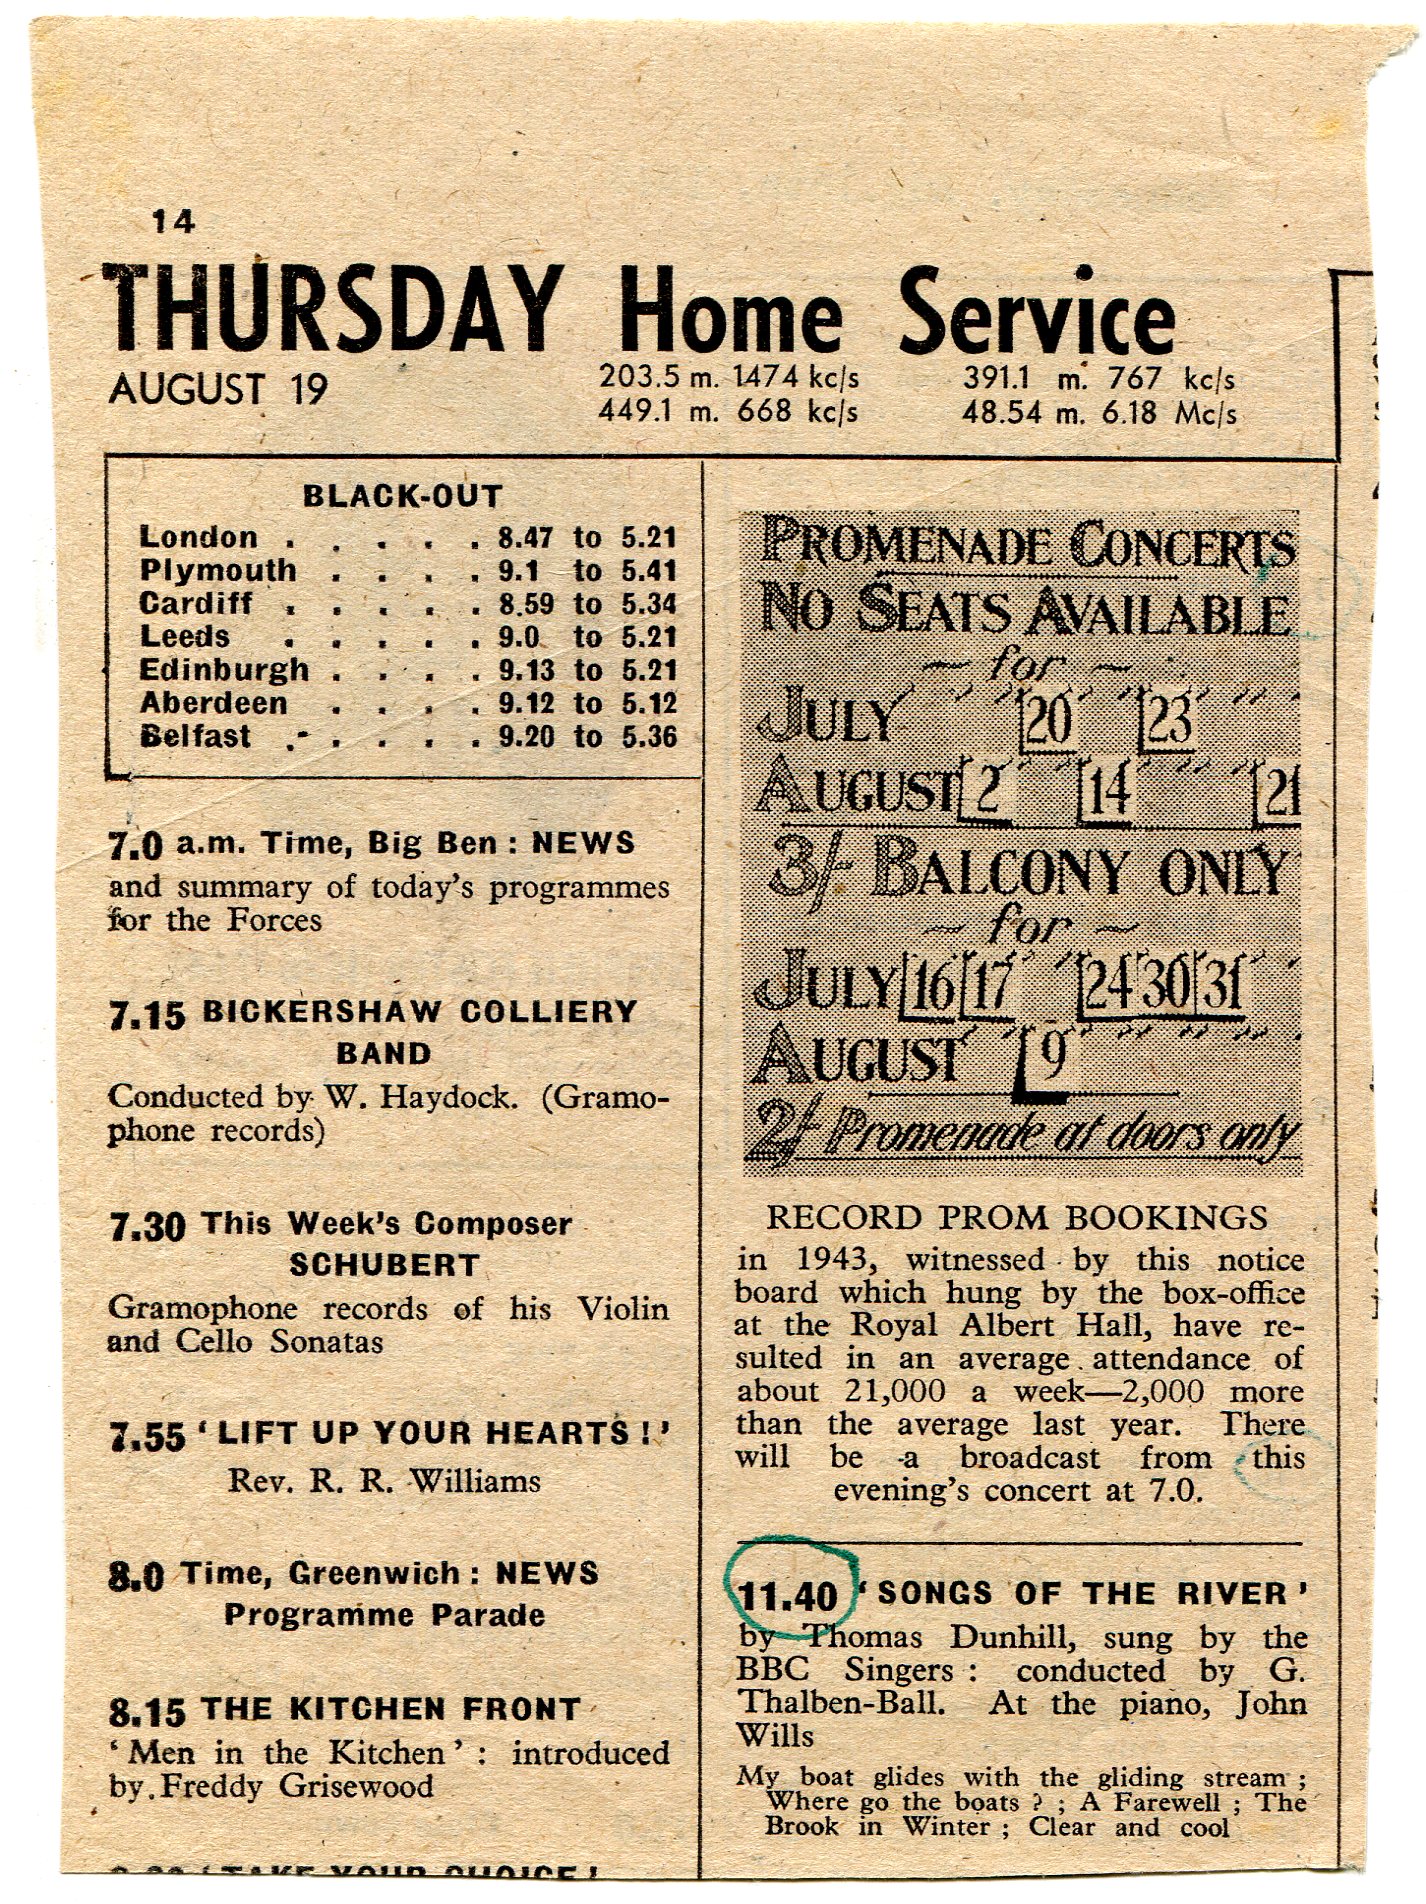 14
THURSDAY Home Service
AUGUST 19
203.5 m. 1474 kc/s 391.1 m. 767 kc/s
449.1 m. 668 kc/s 48.54 m. 6.18 Mc/s
BLACK-OUT
London . . . . . 8.47 to 5.21
Plymouth . . . . 9.1 to 5.41
Cardiff . . . . . 8.59 to 5.34
Leeds . . . . . 9.0 to 5.21
Edinburgh . . . . 9.13 to 5.21
Aberdeen . . . . 9.12 to 5.12
Belfast . . . . . 9.20 to 5.36
7.0 a.m. Time, Big Ben : NEWS
and summary of today's programmes
for the Forces
7.15 BICKERSHAW COLLIERY
BAND
Conducted by W. Haydock. (Gramo-
phone records)
7.30 This Week's Composer
SCHUBERT
Gramophone records of his Violin
and Cello Sonatas
7.55 ' LIFT UP YOUR HEARTS ! '
Rev. R. R. Williams
8.0 Time, Greenwich : NEWS
Programme Parade
8.15 THE KITCHEN FRONT
' Men in the Kitchen ' : introduced
by Freddy Grisewood
' TAKE YOUR CHOICE !
PROMENADE CONCERTS
NO SEATS AVAILABLE
~ for ~
JULY 20 23
AUGUST 2 14 21
3/- BALCONY ONLY
~ for ~
JULY 16 17 24 30 31
AUGUST 9
2/- Promenade at doors only
RECORD PROM BOOKINGS
in 1943, witnessed by this notice
board which hung by the box-office
at the Royal Albert Hall, have re-
sulted in an average attendance of
about 21,000 a week—2,000 more
than the average last year. There
will be a broadcast from this
evening's concert at 7.0.
11.40 ' SONGS OF THE RIVER '
by Thomas Dunhill, sung by the
BBC Singers : conducted by G.
Thalben-Ball. At the piano, John
Wills
My boat glides with the gliding stream ;
Where go the boats ? ; A Farewell ; The
Brook in Winter ; Clear and cool